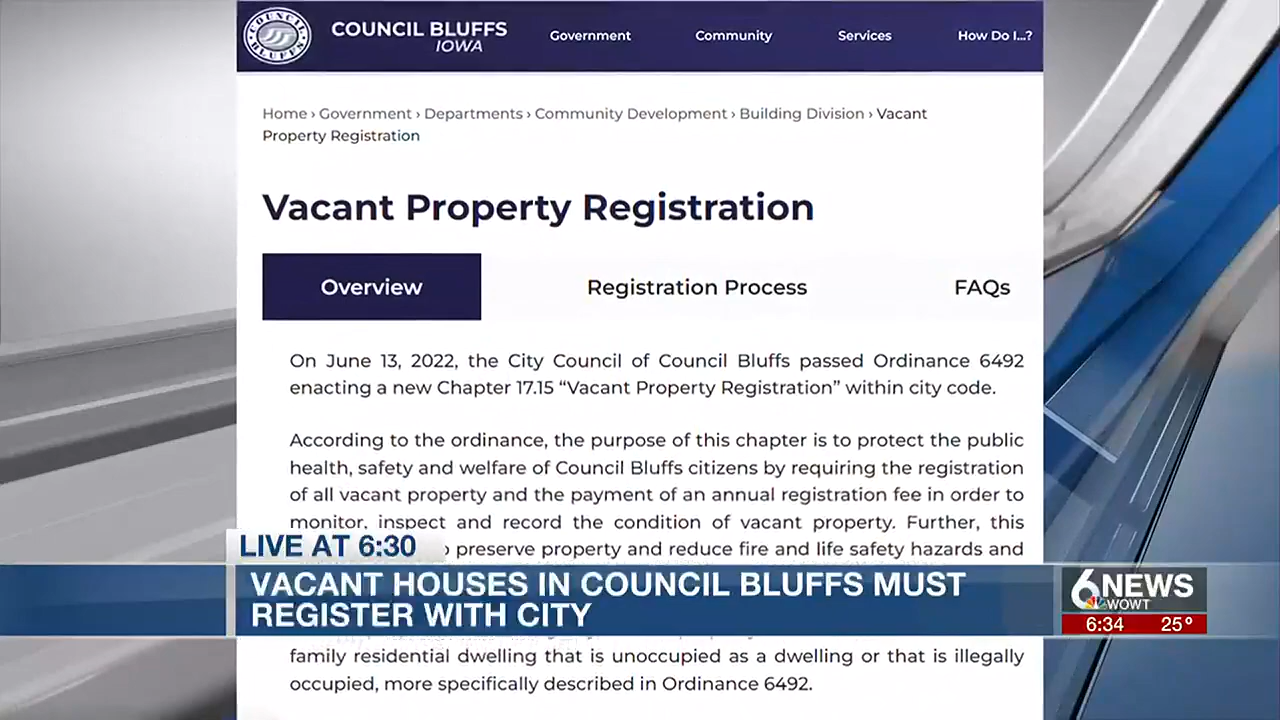 COUNCIL BLUFFS
COUNCIL BLUFFS
IOWA
Government
Community
Services
How Do I...?
Home › Government › Departments › Community Development › Building Division › Vacant
Property Registration
Vacant Property Registration
Overview
Registration Process
FAQs
On June 13, 2022, the City Council of Council Bluffs passed Ordinance 6492
enacting a new Chapter 17.15 “Vacant Property Registration” within city code.
According to the ordinance, the purpose of this chapter is to protect the public
health, safety and welfare of Council Bluffs citizens by requiring the registration
of all vacant property and the payment of an annual registration fee in order to
monitor, inspect and record the condition of vacant property. Further, this
preserve property and reduce fire and life safety hazards and
LIVE AT 6:30
VACANT HOUSES IN COUNCIL BLUFFS MUST
REGISTER WITH CITY
6 NEWS
WOWT
6:34 25°
family residential dwelling that is unoccupied as a dwelling or that is illegally
occupied, more specifically described in Ordinance 6492.